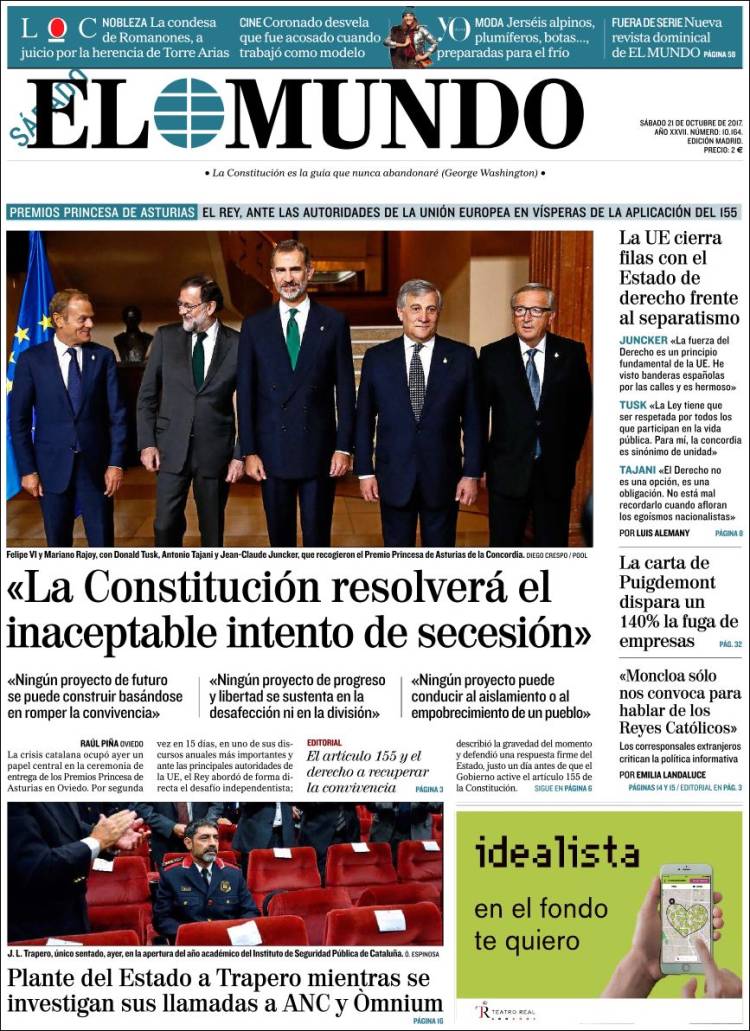 LOC
NOBLEZA La condesa
de Romanones, a
juicio por la herencia de Torre Arias
CINE Coronado desvela
que fue acosado cuando
trabajó como modelo
yo
MODA Jerséis alpinos,
plumíferos, botas...,
preparadas para el frío
FUERA DE SERIE Nueva
revista dominical
de EL MUNDO PÁGINA 58
SÁBADO
EL MUNDO
SÁBADO 21 DE OCTUBRE DE 2017.
AÑO XXVII. NÚMERO: 10.164.
EDICIÓN MADRID.
PRECIO: 2 €
• La Constitución es la guía que nunca abandonaré (George Washington) •
PREMIOS PRINCESA DE ASTURIAS EL REY, ANTE LAS AUTORIDADES DE LA UNIÓN EUROPEA EN VÍSPERAS DE LA APLICACIÓN DEL 155
Felipe VI y Mariano Rajoy, con Donald Tusk, Antonio Tajani y Jean-Claude Juncker, que recogieron el Premio Princesa de Asturias de la Concordia. DIEGO CRESPO / POOL
«La Constitución resolverá el
inaceptable intento de secesión»
«Ningún proyecto de futuro
se puede construir basándose
en romper la convivencia»
«Ningún proyecto de progreso
y libertad se sustenta en la
desafección ni en la división»
«Ningún proyecto puede
conducir al aislamiento o al
empobrecimiento de un pueblo»
RAÚL PIÑA OVIEDO
La crisis catalana ocupó ayer un
papel central en la ceremonia de
entrega de los Premios Princesa de
Asturias en Oviedo. Por segunda
vez en 15 días, en uno de sus dis-
cursos anuales más importantes y
ante las principales autoridades de
la UE, el Rey abordó de forma di-
recta el desafío independentista;
EDITORIAL
El artículo 155 y el
derecho a recuperar
la convivencia PÁGINA 3
describió la gravedad del momento
y defendió una respuesta firme del
Estado, justo un día antes de que el
Gobierno active el artículo 155 de
la Constitución. SIGUE EN PÁGINA 6
La UE cierra
filas con el
Estado de
derecho frente
al separatismo
JUNCKER «La fuerza del
Derecho es un principio
fundamental de la UE. He
visto banderas españolas
por las calles y es hermoso»
TUSK «La Ley tiene que
ser respetada por todos los
que participan en la vida
pública. Para mí, la concordia
es sinónimo de unidad»
TAJANI «El Derecho no
es una opción, es una
obligación. No está mal
recordarlo cuando afloran
los egoísmos nacionalistas»
POR LUIS ALEMANY PÁGINA 8
La carta de
Puigdemont
dispara un
140% la fuga de
empresas PÁG. 32
«Moncloa sólo
nos convoca para
hablar de los
Reyes Católicos»
Los corresponsales extranjeros
critican la política informativa
POR EMILIA LANDALUCE
PÁGINAS 14 Y 15 / EDITORIAL EN PÁG. 3
J. L. Trapero, único sentado, ayer, en la apertura del año académico del Instituto de Seguridad Pública de Cataluña. Ó. ESPINOSA
Plante del Estado a Trapero mientras se
investigan sus llamadas a ANC y Òmnium
PÁGINA 16
idealista
en el fondo
te quiero
TR TEATRO REAL